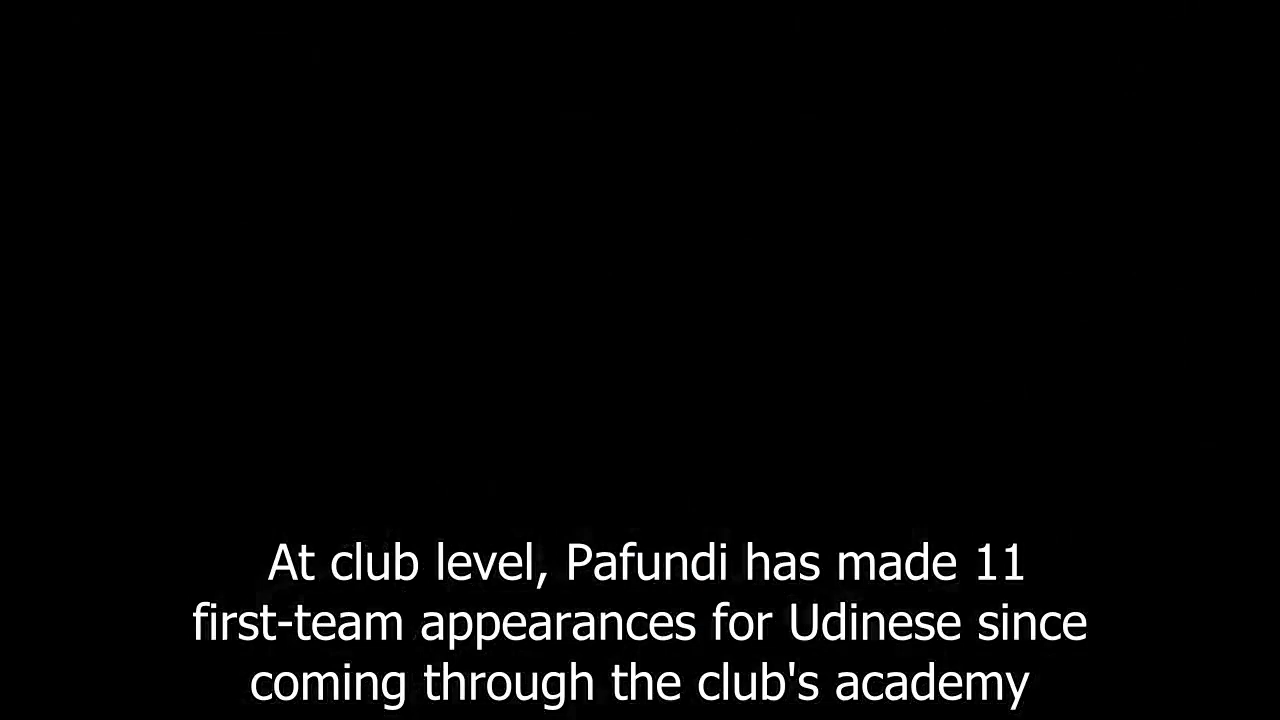 At club level, Pafundi has made 11
first-team appearances for Udinese since
coming through the club's academy